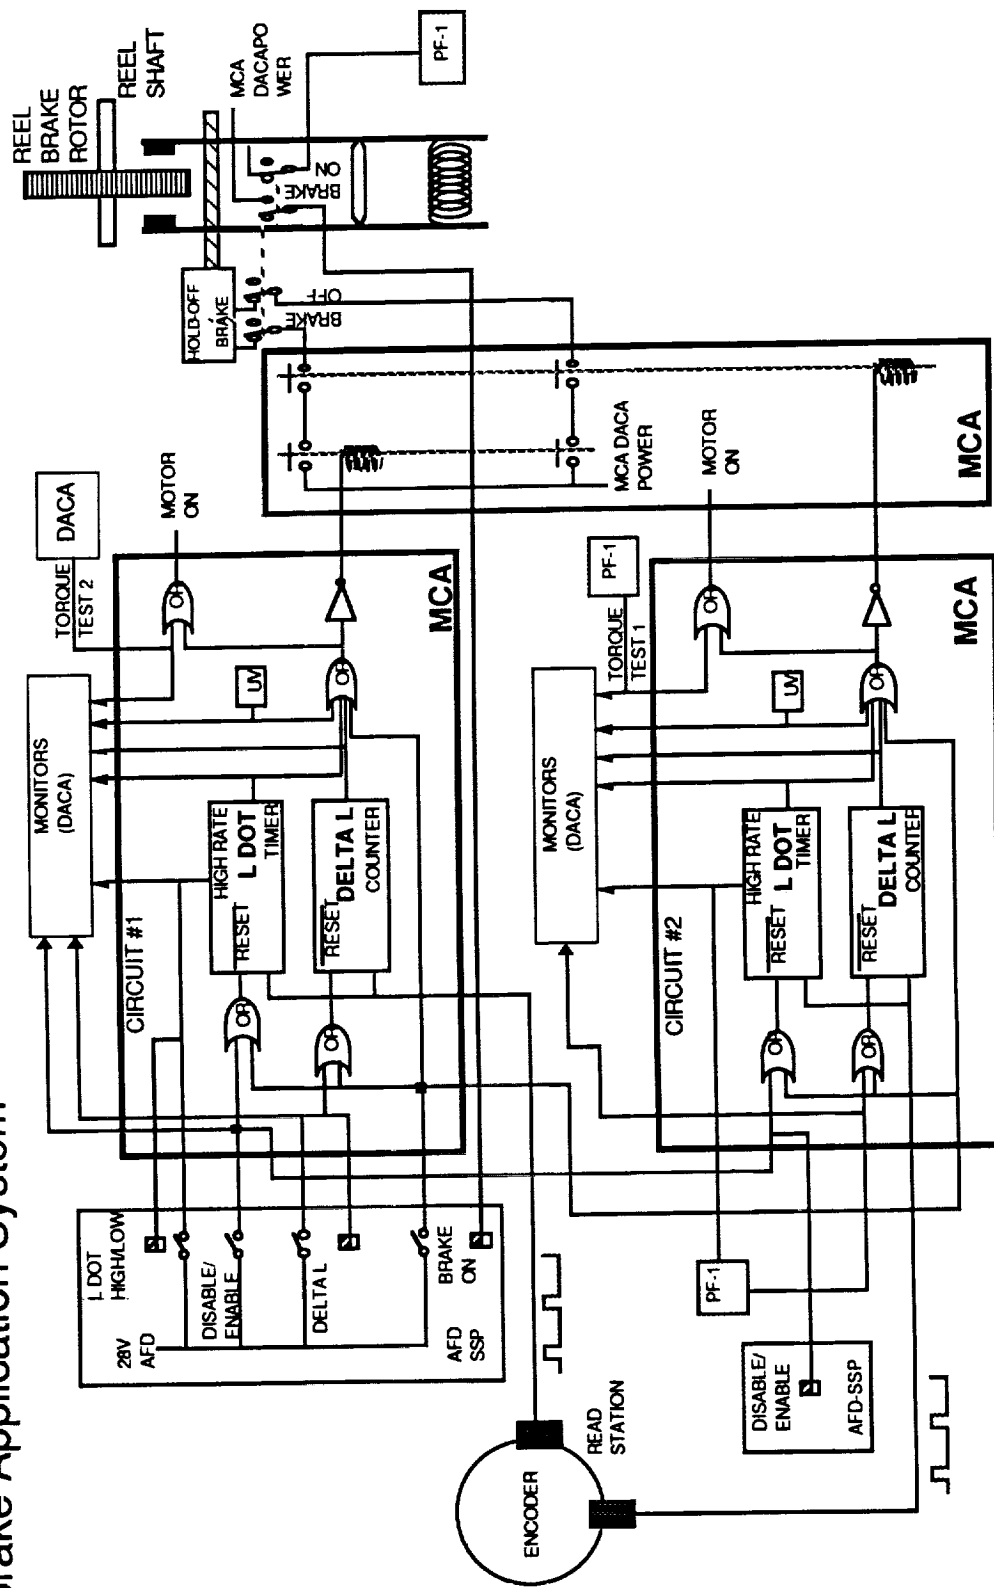 Brake Application System
REEL
BRAKE
ROTOR
REEL
SHAFT
MCA
DACAPO
WER
PF-1
HOLD-OFF
BRAKE
BRAKE
OFF
BRAKE
ON
DACA
TORQUE
TEST 2
MOTOR
ON
MONITORS
(DACA)
UV
OR
OR
MCA
CIRCUIT #1
HIGH RATE
L DOT
TIMER
RESET
DELTA L
COUNTER
RESET
OR
OR
MCA DACA
POWER
MOTOR
ON
MCA
L DOT
HIGH/LOW
28V
AFD
DISABLE/
ENABLE
DELTA L
BRAKE
ON
AFD
SSP
PF-1
TORQUE
TEST 1
MONITORS
(DACA)
UV
OR
OR
MCA
CIRCUIT #2
HIGH RATE
L DOT
TIMER
RESET
DELTA L
COUNTER
RESET
OR
OR
PF-1
DISABLE/
ENABLE
AFD-SSP
ENCODER
READ
STATION